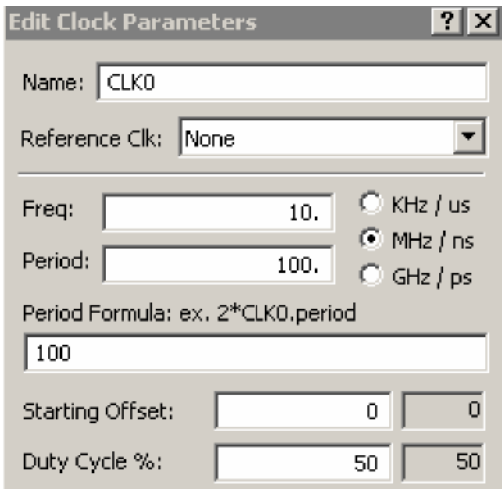 Edit Clock Parameters ? X
Name: CLK0
Reference Clk: None
Freq: 10. KHz / us
MHz / ns
Period: 100. GHz / ps
Period Formula: ex. 2*CLK0.period
100
Starting Offset: 0 0
Duty Cycle %: 50 50